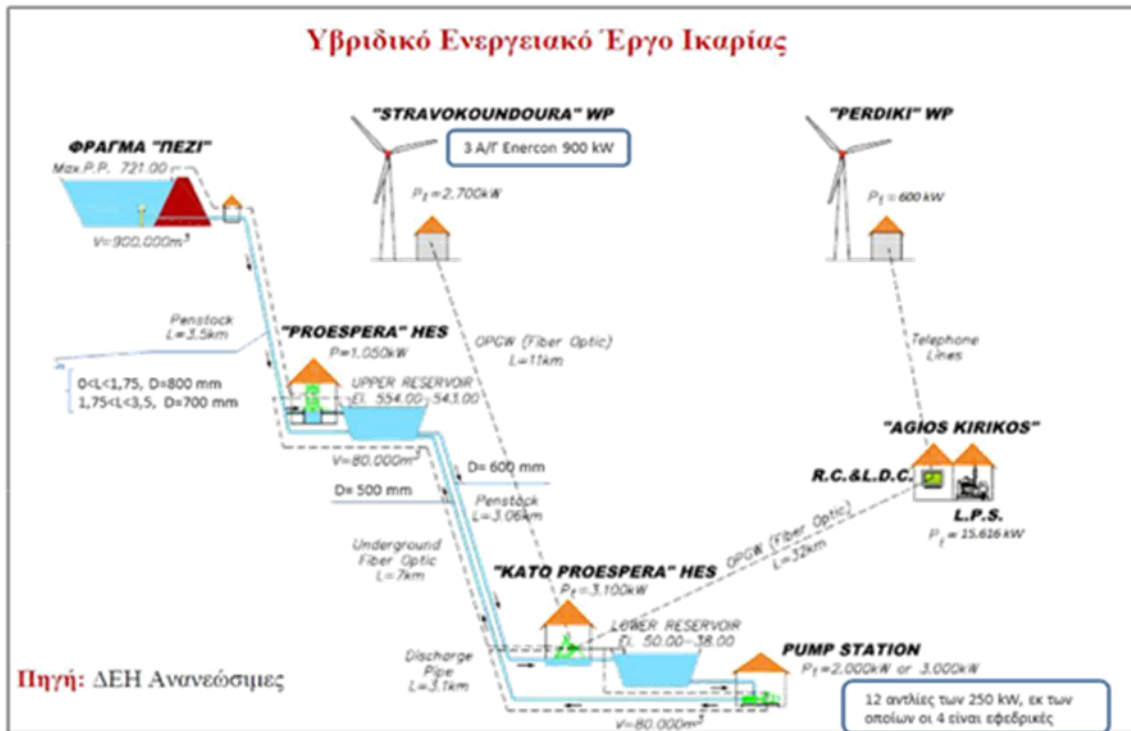 Υβριδικό Ενεργειακό Έργο Ικαρίας
"STRAVOKOUNDOURA" WP
3 Α/Γ Enercon 900 kW
Pt=2.700kW
"PERDIKI" WP
Pt=600 kW
ΦΡΑΓΜΑ "ΠΕΖΙ"
Max.P.P. 721.00
V=900.000m3
Penstock
L=3.5km
0<L<1,75, D=800 mm
1,75<L<3,5, D=700 mm
"PROESPERA" HES
P=1.050kW
UPPER RESERVOIR
El. 554.00-543.00
V=80.000m3
OPGW (Fiber Optic)
L=11km
Telephone
Lines
"AGIOS KIRIKOS"
R.C.&L.D.C.
L.P.S.
Pt=15.616 kW
D= 600 mm
D= 500 mm
Penstock
L=3.06km
Underground
Fiber Optic
L=7km
OPGW (Fiber Optic)
L=32km
"KATO PROESPERA" HES
Pt=3.100kW
LOWER RESERVOIR
El. 50.00-38.00
Discharge
Pipe
L=3.1km
V=80.000m3
PUMP STATION
Pt=2.000kW or 3.000kW
12 αντλίες των 250 kW, εκ των
οποίων οι 4 είναι εφεδρικές
Πηγή: ΔΕΗ Ανανεώσιμες